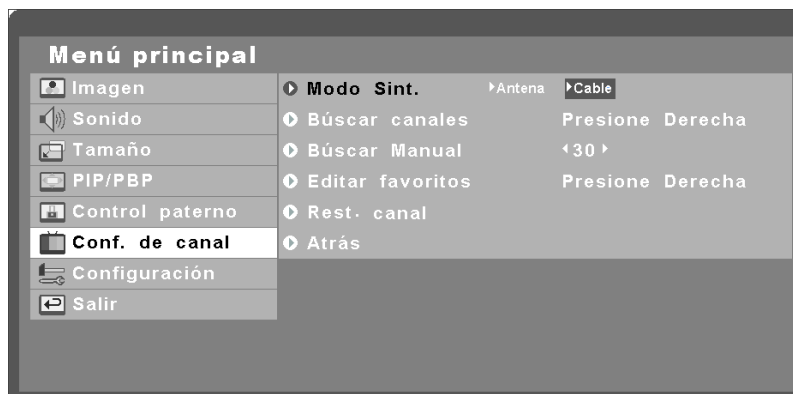 Menú principal
Imagen
Sonido
Tamaño
PIP/PBP
Control paterno
Conf. de canal
Configuración
Salir
Modo Sint. Antena Cable
Búscar canales Presione Derecha
Búscar Manual 30
Editar favoritos Presione Derecha
Rest. canal
Atrás